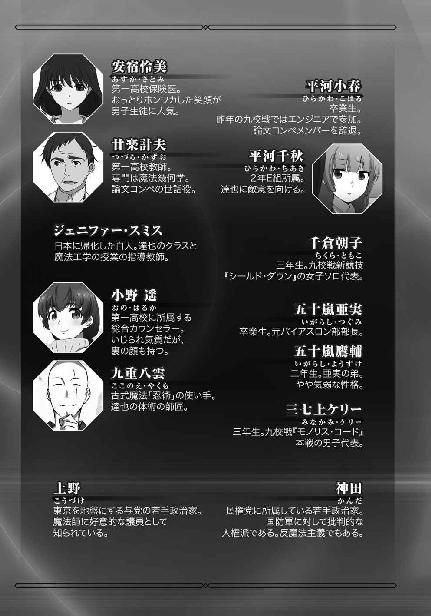 安宿怜美
あすか・さとみ
第一高校保険医。
おっとりホンワカした笑顔が
男子生徒に人気。
廿楽計夫
つづら・かずお
第一高校教師。
専門は魔法幾何学。
論文コンペの世話役。
ジェニファー・スミス
日本に帰化した白人。達也のクラスと
魔法工学の授業の指導教師。
小野 遥
おの・はるか
第一高校に所属する
総合カウンセラー。
いじられ気質だが、
裏の顔も持つ。
九重八雲
ここのえ・やくも
古式魔法「忍術」の使い手。
達也の体術の師匠。
平河小春
ひらかわ・こはる
卒業生。
昨年の九校戦ではエンジニアで参加。
論文コンペメンバーを辞退。
平河千秋
ひらかわ・ちあき
2年E組所属。
達也に敵意を向ける。
千倉朝子
ちくら・ともこ
三年生。九校戦新競技
『シールド・ダウン』の女子ソロ代表。
五十嵐亜実
いがらし・つぐみ
卒業生。元バイアスロン部部長。
五十嵐鷹輔
いがらし・ようすけ
二年生。亜実の弟。
やや気弱な性格。
三七上ケリー
みなかみ・ケリー
三年生。九校戦『モノリス・コード』
本戦の男子代表。
上野
こうづけ
東京を地盤にする与党の若手政治家。
魔法師に好意的な議員として
知られている。
神田
かんだ
民権党に所属している若手政治家。
国防軍に対して批判的な
人権派である。反魔法主義でもある。